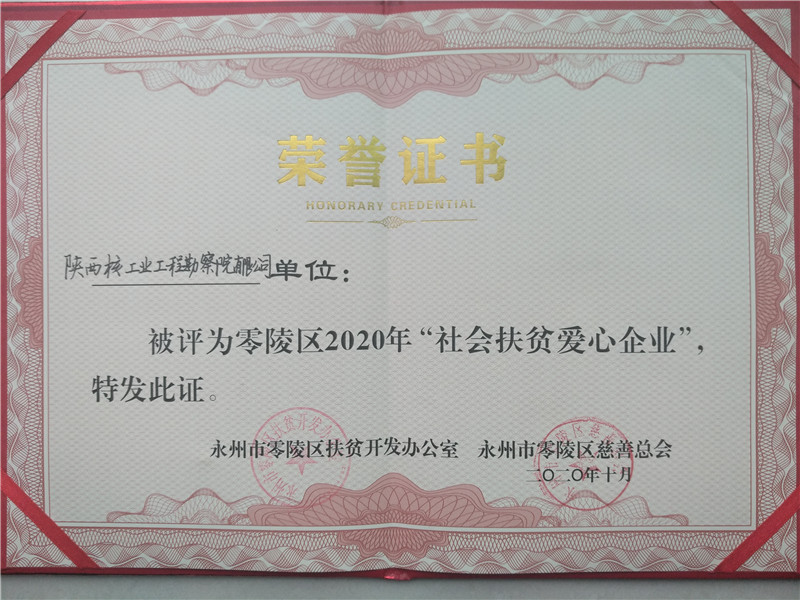 荣誉证书
HONORARY CREDENTIAL
陕西核工业工程勘察院有限公司单位：
被评为零陵区2020年“社会扶贫爱心企业”，
特发此证。
永州市零陵区扶贫开发办公室 永州市零陵区慈善总会
二〇二〇年十月